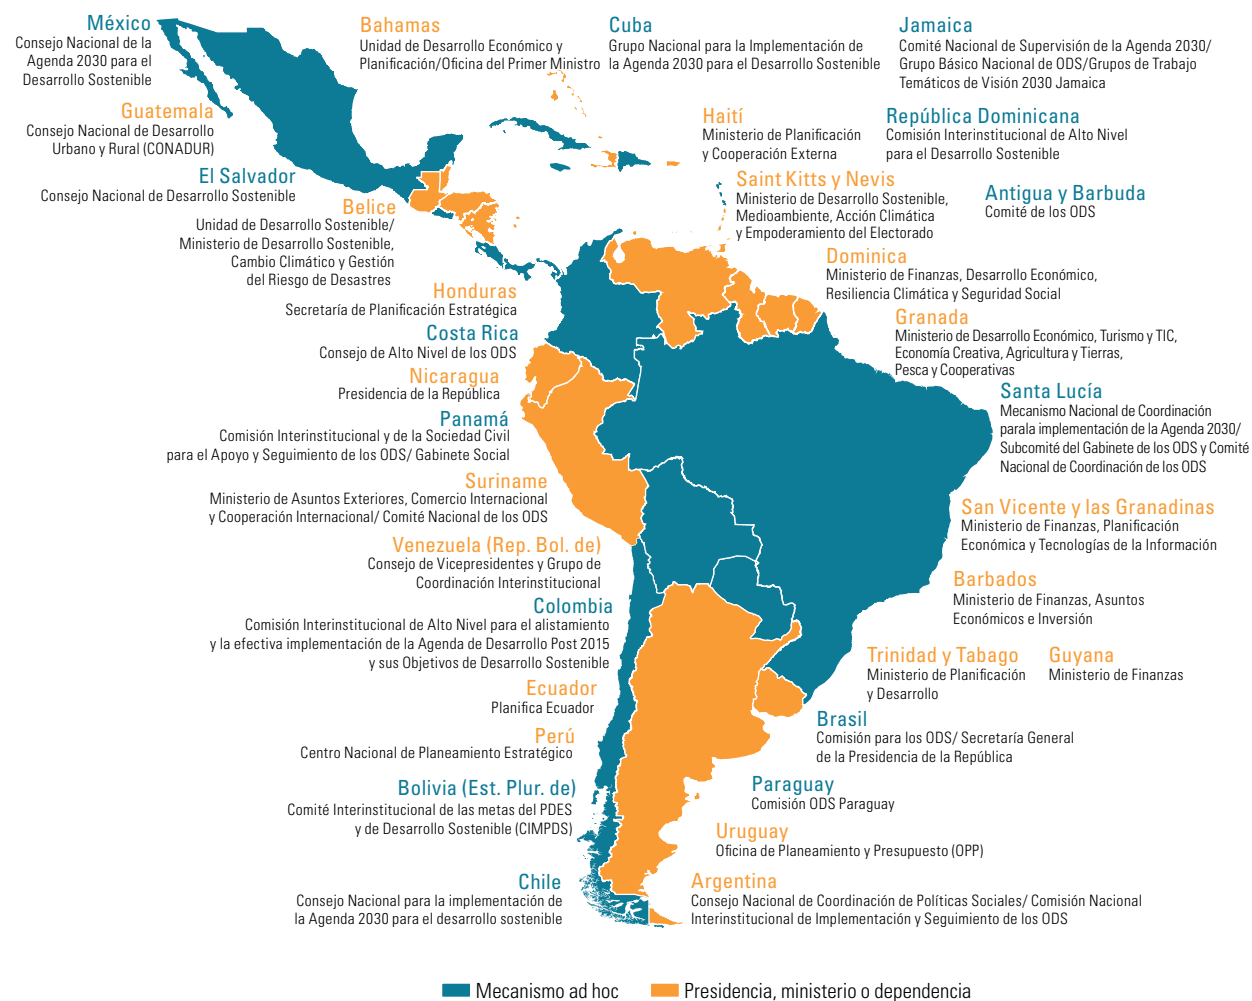 México
Consejo Nacional de la
Agenda 2030 para el
Desarrollo Sostenible
Bahamas
Unidad de Desarrollo Económico y
Planificación/Oficina del Primer Ministro
Cuba
Grupo Nacional para la Implementación de
la Agenda 2030 para el Desarrollo Sostenible
Jamaica
Comité Nacional de Supervisión de la Agenda 2030/
Grupo Básico Nacional de ODS/Grupos de Trabajo
Temáticos de Visión 2030 Jamaica
Guatemala
Consejo Nacional de Desarrollo
Urbano y Rural (CONADUR)
Haití
Ministerio de Planificación
y Cooperación Externa
República Dominicana
Comisión Interinstitucional de Alto Nivel
para el Desarrollo Sostenible
El Salvador
Consejo Nacional de Desarrollo Sostenible
Saint Kitts y Nevis
Ministerio de Desarrollo Sostenible,
Medioambiente, Acción Climática
y Empoderamiento del Electorado
Antigua y Barbuda
Comité de los ODS
Belice
Unidad de Desarrollo Sostenible/
Ministerio de Desarrollo Sostenible,
Cambio Climático y Gestión
del Riesgo de Desastres
Dominica
Ministerio de Finanzas, Desarrollo Económico,
Resiliencia Climática y Seguridad Social
Honduras
Secretaría de Planificación Estratégica
Granada
Ministerio de Desarrollo Económico, Turismo y TIC,
Economía Creativa, Agricultura y Tierras,
Pesca y Cooperativas
Costa Rica
Consejo de Alto Nivel de los ODS
Nicaragua
Presidencia de la República
Santa Lucía
Mecanismo Nacional de Coordinación
parala implementación de la Agenda 2030/
Subcomité del Gabinete de los ODS y Comité
Nacional de Coordinación de los ODS
Panamá
Comisión Interinstitucional y de la Sociedad Civil
para el Apoyo y Seguimiento de los ODS/ Gabinete Social
Suriname
Ministerio de Asuntos Exteriores, Comercio Internacional
y Cooperación Internacional/ Comité Nacional de los ODS
San Vicente y las Granadinas
Ministerio de Finanzas, Planificación
Económica y Tecnologías de la Información
Venezuela (Rep. Bol. de)
Consejo de Vicepresidentes y Grupo de
Coordinación Interinstitucional
Barbados
Ministerio de Finanzas, Asuntos
Económicos e Inversión
Colombia
Comisión Interinstitucional de Alto Nivel para el alistamiento
y la efectiva implementación de la Agenda de Desarrollo Post 2015
y sus Objetivos de Desarrollo Sostenible
Trinidad y Tabago
Ministerio de Planificación
y Desarrollo
Guyana
Ministerio de Finanzas
Ecuador
Planifica Ecuador
Brasil
Comisión para los ODS/ Secretaría General
de la Presidencia de la República
Perú
Centro Nacional de Planeamiento Estratégico
Bolivia (Est. Plur. de)
Comité Interinstitucional de las metas del PDES
y de Desarrollo Sostenible (CIMPDS)
Paraguay
Comisión ODS Paraguay
Uruguay
Oficina de Planeamiento y Presupuesto (OPP)
Chile
Consejo Nacional para la implementación de
la Agenda 2030 para el desarrollo sostenible
Argentina
Consejo Nacional de Coordinación de Políticas Sociales/ Comisión Nacional
Interinstitucional de Implementación y Seguimiento de los ODS
Mecanismo ad hoc
Presidencia, ministerio o dependencia